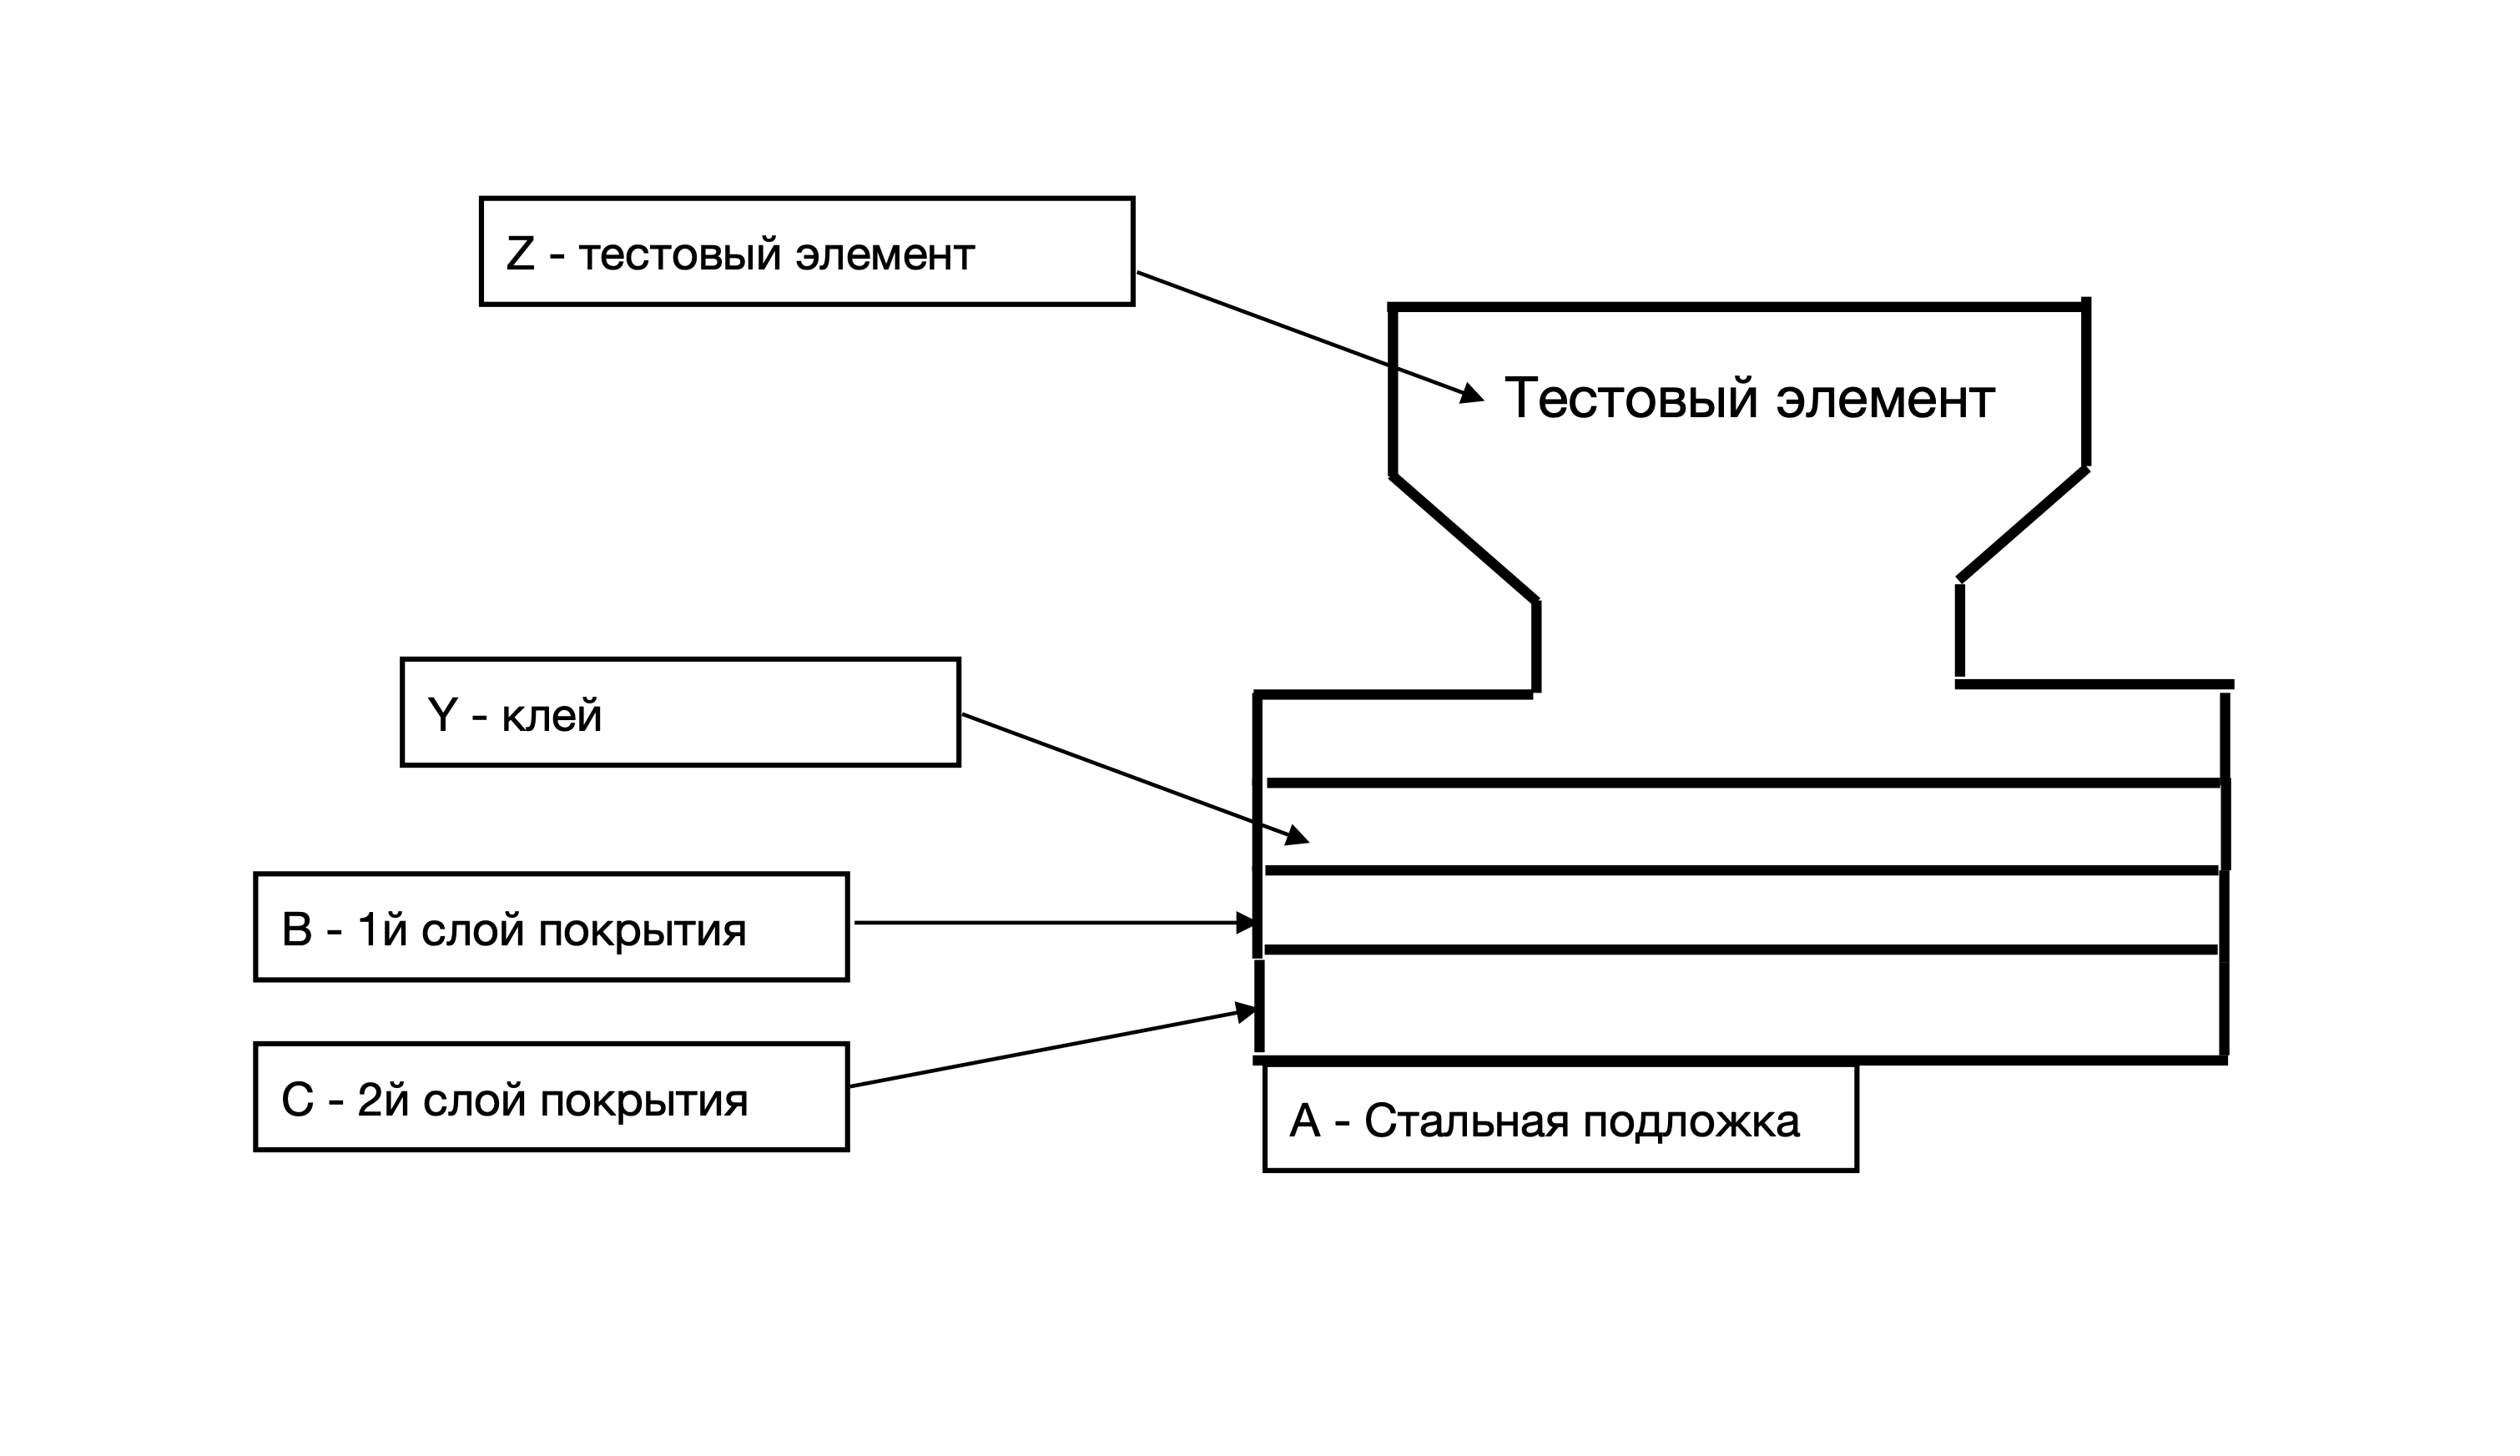 Z - тестовый элемент
Тестовый элемент
Y - клей
B - 1й слой покрытия
C - 2й слой покрытия
A - Стальная подложка